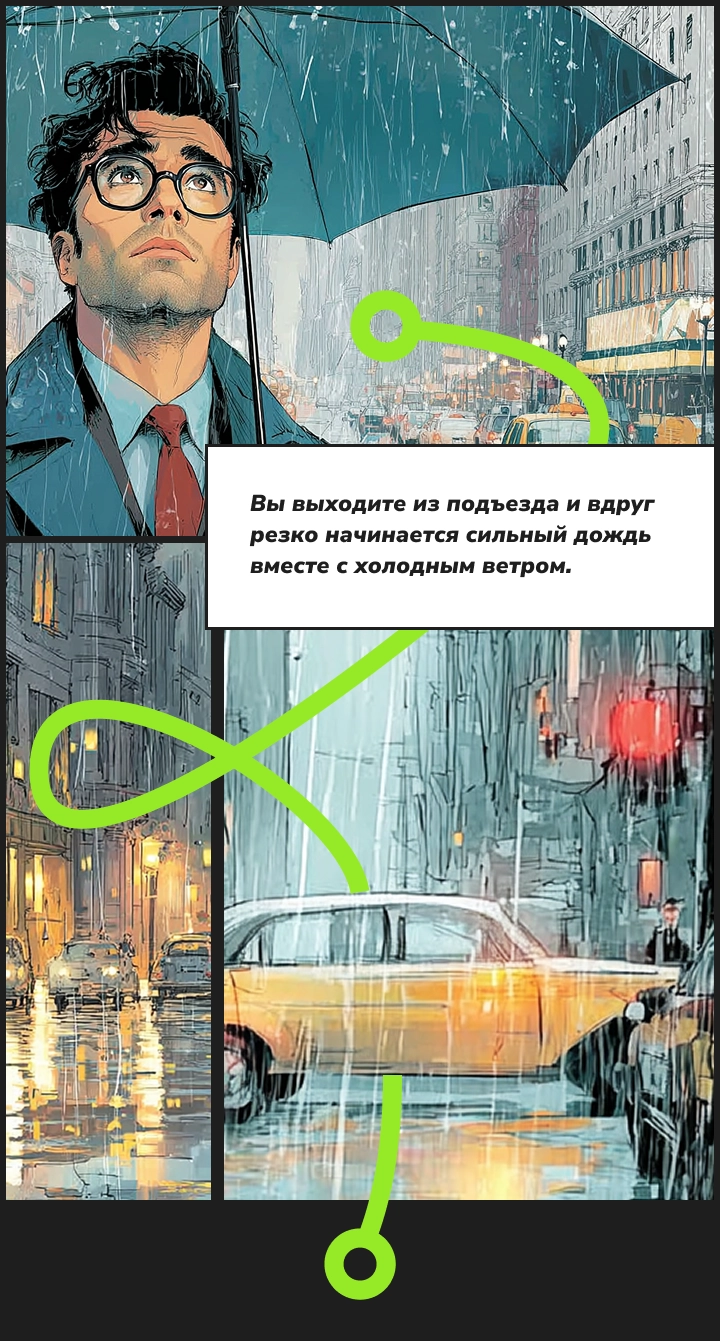 Вы выходите из подъезда и вдруг
резко начинается сильный дождь
вместе с холодным ветром.